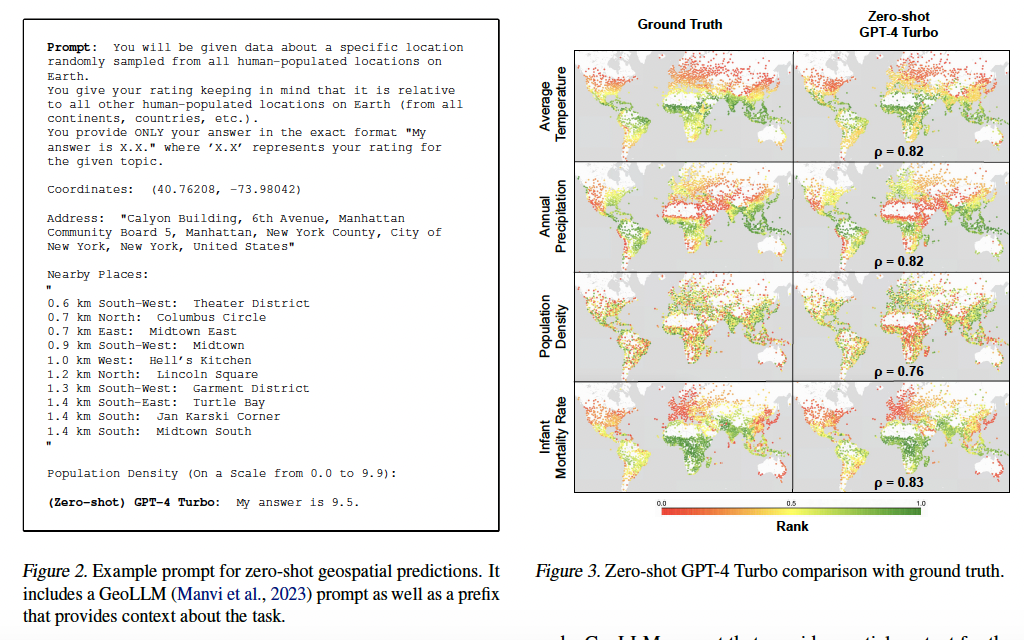 Prompt: You will be given data about a specific location
randomly sampled from all human-populated locations on
Earth.
You give your rating keeping in mind that it is relative
to all other human-populated locations on Earth (from all
continents, countries, etc.).
You provide ONLY your answer in the exact format "My
answer is X.X." where 'X.X' represents your rating for
the given topic.
Coordinates: (40.76208, -73.98042)
Address: "Calyon Building, 6th Avenue, Manhattan
Community Board 5, Manhattan, New York County, City of
New York, New York, United States"
Nearby Places:
"
0.6 km South-West: Theater District
0.7 km North: Columbus Circle
0.7 km East: Midtown East
0.9 km South-West: Midtown
1.0 km West: Hell's Kitchen
1.2 km North: Lincoln Square
1.3 km South-West: Garment District
1.4 km South-East: Turtle Bay
1.4 km South: Jan Karski Corner
1.4 km South: Midtown South
"
Population Density (On a Scale from 0.0 to 9.9):
(Zero-shot) GPT-4 Turbo: My answer is 9.5.
Figure 2. Example prompt for zero-shot geospatial predictions. It
includes a GeoLLM (Manvi et al., 2023) prompt as well as a prefix
that provides context about the task.
Ground Truth
Zero-shot
GPT-4 Turbo
Average
Temperature
ρ = 0.82
Annual
Precipitation
ρ = 0.82
Population
Density
ρ = 0.76
Infant
Mortality Rate
ρ = 0.83
0.0 0.5 1.0
Rank
Figure 3. Zero-shot GPT-4 Turbo comparison with ground truth.